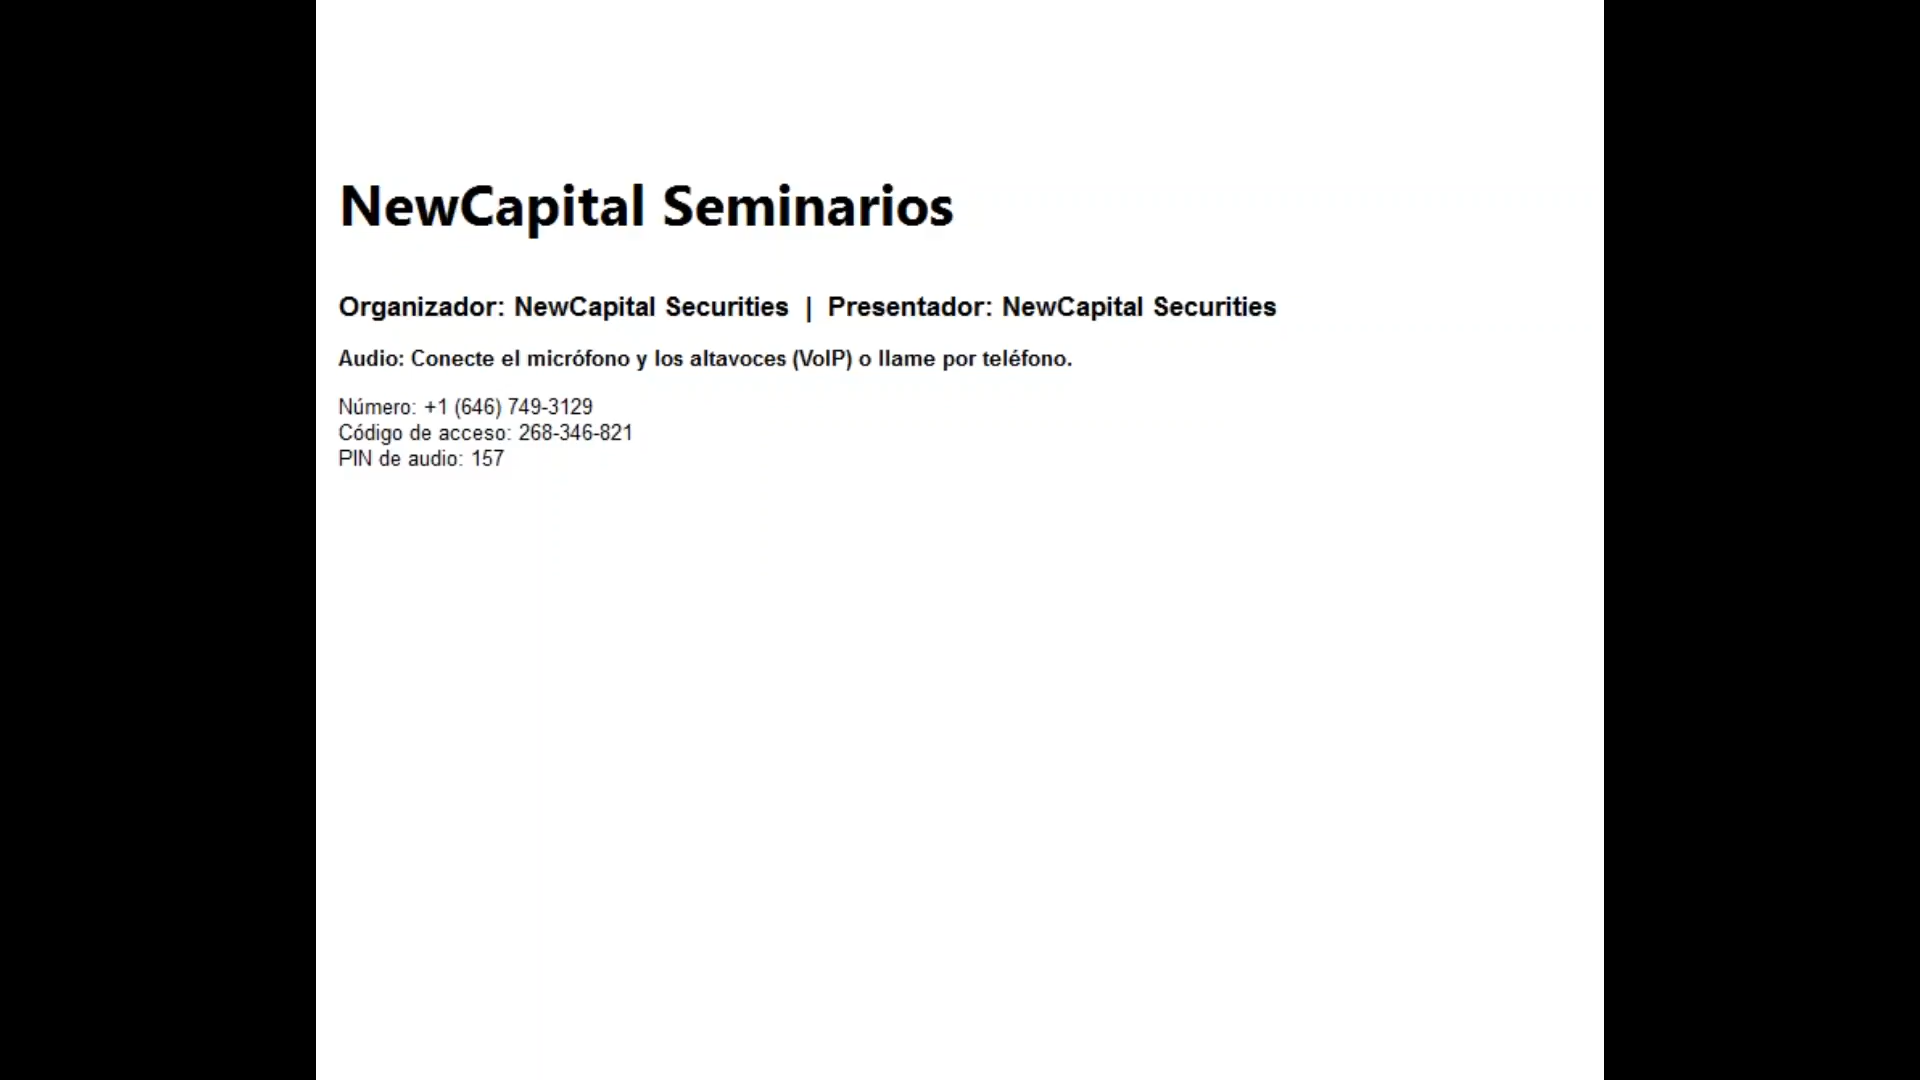 NewCapital Seminarios
Organizador: NewCapital Securities | Presentador: NewCapital Securities
Audio: Conecte el micrófono y los altavoces (VoIP) o llame por teléfono.
Número: +1 (646) 749-3129
Código de acceso: 268-346-821
PIN de audio: 157